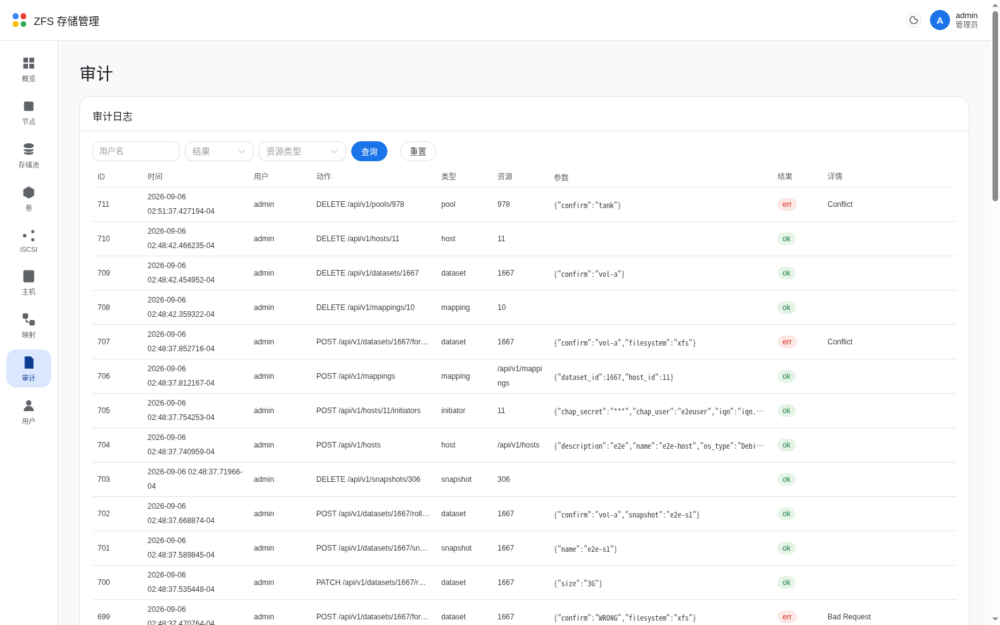 ZFS 存储管理
A
admin
管理员
概览
节点
存储池
卷
iSCSI
主机
映射
审计
用户
审计
审计日志
用户名 结果 资源类型 查询 重置
ID 时间 用户 动作 类型 资源 参数 结果 详情
711 2026-09-06 02:51:37.427194-04 admin DELETE /api/v1/pools/978 pool 978 {"confirm":"tank"} err Conflict
710 2026-09-06 02:48:42.466235-04 admin DELETE /api/v1/hosts/11 host 11 ok
709 2026-09-06 02:48:42.454952-04 admin DELETE /api/v1/datasets/1667 dataset 1667 {"confirm":"vol-a"} ok
708 2026-09-06 02:48:42.359322-04 admin DELETE /api/v1/mappings/10 mapping 10 ok
707 2026-09-06 02:48:37.852716-04 admin POST /api/v1/datasets/1667/for… dataset 1667 {"confirm":"vol-a","filesystem":"xfs"} err Conflict
706 2026-09-06 02:48:37.812167-04 admin POST /api/v1/mappings mapping /api/v1/mappings {"dataset_id":1667,"host_id":11} ok
705 2026-09-06 02:48:37.754253-04 admin POST /api/v1/hosts/11/initiators initiator 11 {"chap_secret":"***","chap_user":"e2euser","iqn":"iqn.… ok
704 2026-09-06 02:48:37.740959-04 admin POST /api/v1/hosts host /api/v1/hosts {"description":"e2e","name":"e2e-host","os_type":"Debi… ok
703 2026-09-06 02:48:37.71966-04 admin DELETE /api/v1/snapshots/306 snapshot 306 ok
702 2026-09-06 02:48:37.668874-04 admin POST /api/v1/datasets/1667/roll… dataset 1667 {"confirm":"vol-a","snapshot":"e2e-s1"} ok
701 2026-09-06 02:48:37.589845-04 admin POST /api/v1/datasets/1667/sn… snapshot 1667 {"name":"e2e-s1"} ok
700 2026-09-06 02:48:37.535448-04 admin PATCH /api/v1/datasets/1667/r… dataset 1667 {"size":"3G"} ok
699 2026-09-06 02:48:37.470764-04 admin POST /api/v1/datasets/1667/for… dataset 1667 {"confirm":"WRONG","filesystem":"xfs"} err Bad Request